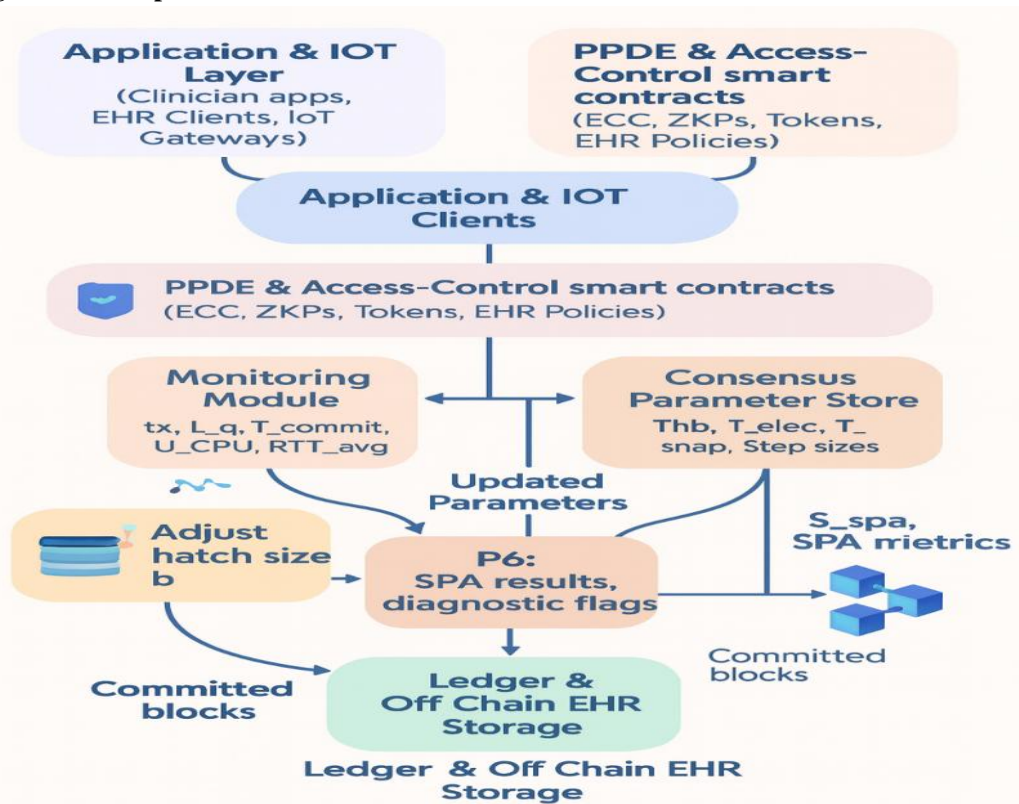 Application & IOT
Layer
(Clinician apps,
EHR Clients, IoT
Gateways)
PPDE & Access-
Control smart
contracts
(ECC, ZKPs, Tokens,
EHR Policies)
Application & IOT
Clients
PPDE & Access-Control smart contracts
(ECC, ZKPs, Tokens, EHR Policies)
Monitoring
Module
tx, L_q, T_commit,
U_CPU, RTT_avg
Consensus
Parameter Store
Thb, T_elec, T_
snap, Step sizes
Updated
Parameters
S_spa,
SPA mietrics
Adjust
hatch size
b
P6:
SPA results,
diagnostic flags
Committed
blocks
Committed
blocks
Ledger &
Off Chain EHR
Storage
Ledger & Off Chain EHR
Storage